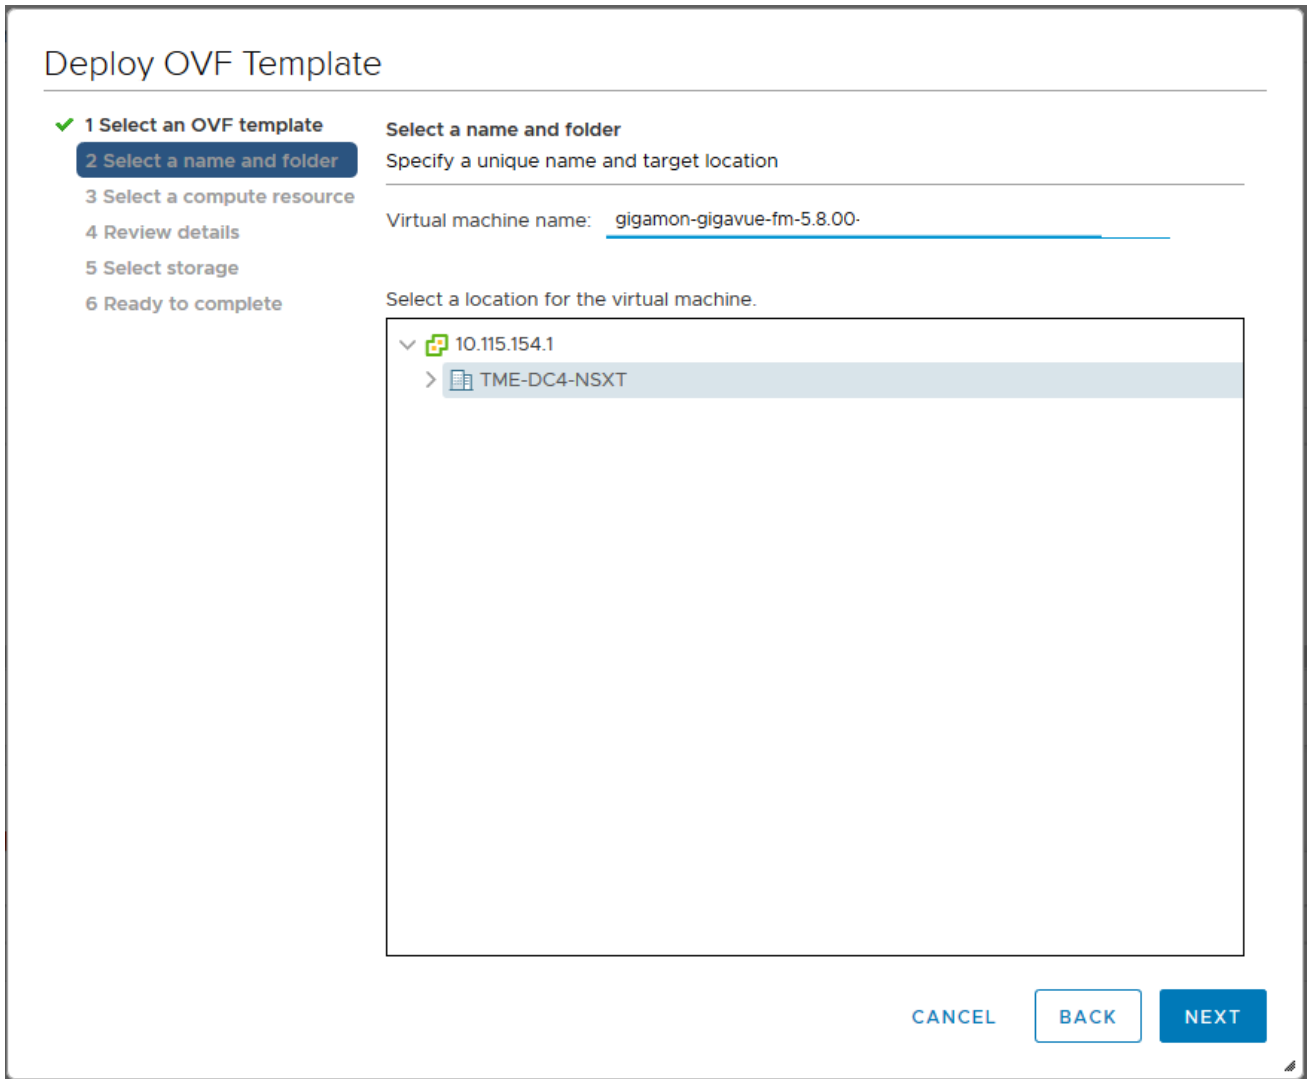 Deploy OVF Template
1 Select an OVF template
2 Select a name and folder
3 Select a compute resource
4 Review details
5 Select storage
6 Ready to complete
Select a name and folder
Specify a unique name and target location
Virtual machine name: gigamon-gigavue-fm-5.8.00-
Select a location for the virtual machine.
10.115.154.1
TME-DC4-NSXT
CANCEL BACK NEXT